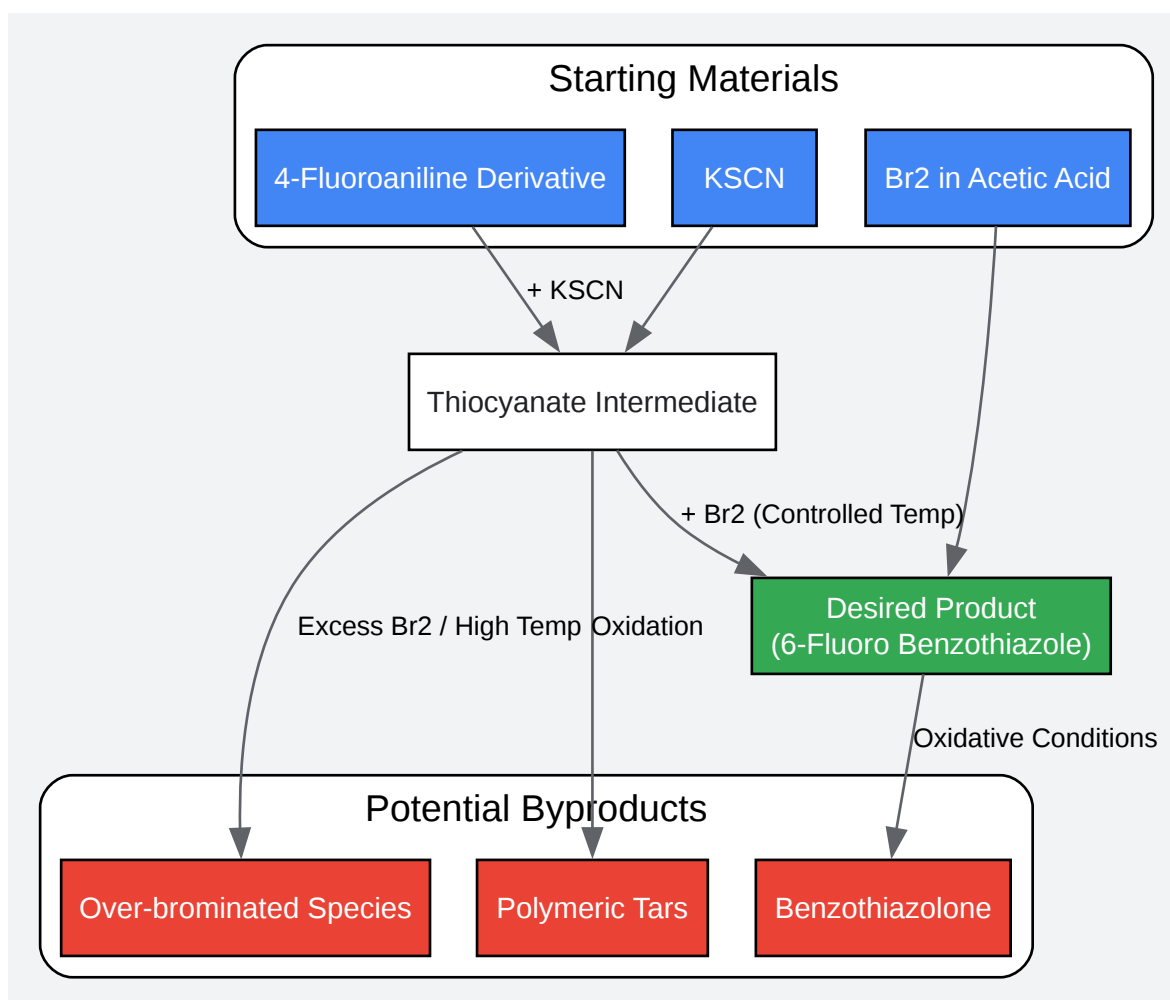 Starting Materials
4-Fluoroaniline Derivative
KSCN
Br2 in Acetic Acid
+ KSCN
Thiocyanate Intermediate
+ Br2 (Controlled Temp)
Desired Product
(6-Fluoro Benzothiazole)
Excess Br2 / High Temp
Oxidation
Oxidative Conditions
Potential Byproducts
Over-brominated Species
Polymeric Tars
Benzothiazolone